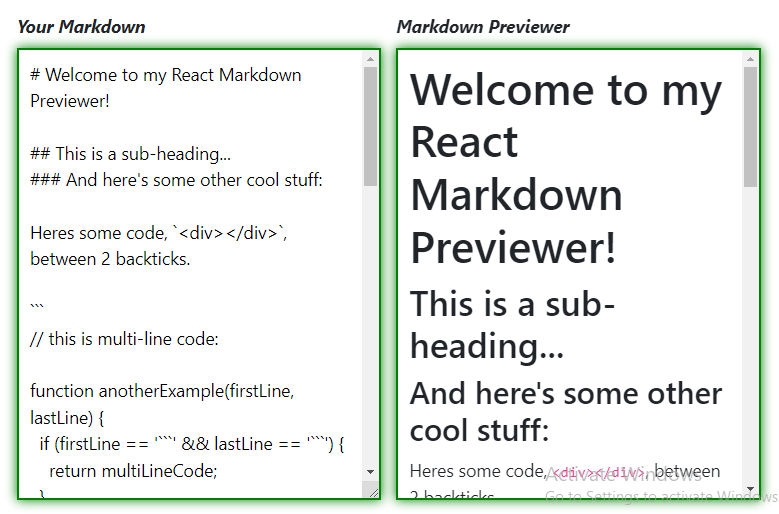 Your Markdown
# Welcome to my React Markdown
Previewer!
## This is a sub-heading...
### And here's some other cool stuff:
Heres some code, `<div></div>`,
between 2 backticks.
```
// this is multi-line code:
function anotherExample(firstLine,
lastLine) {
  if (firstLine == '```' && lastLine == '```') {
    return multiLineCode;
  }
Markdown Previewer
Welcome to my
React
Markdown
Previewer!
This is a sub-
heading...
And here's some other
cool stuff:
Heres some code, <div></div>, between
2 backticks.
Activate Windows
Go to Settings to activate Windows